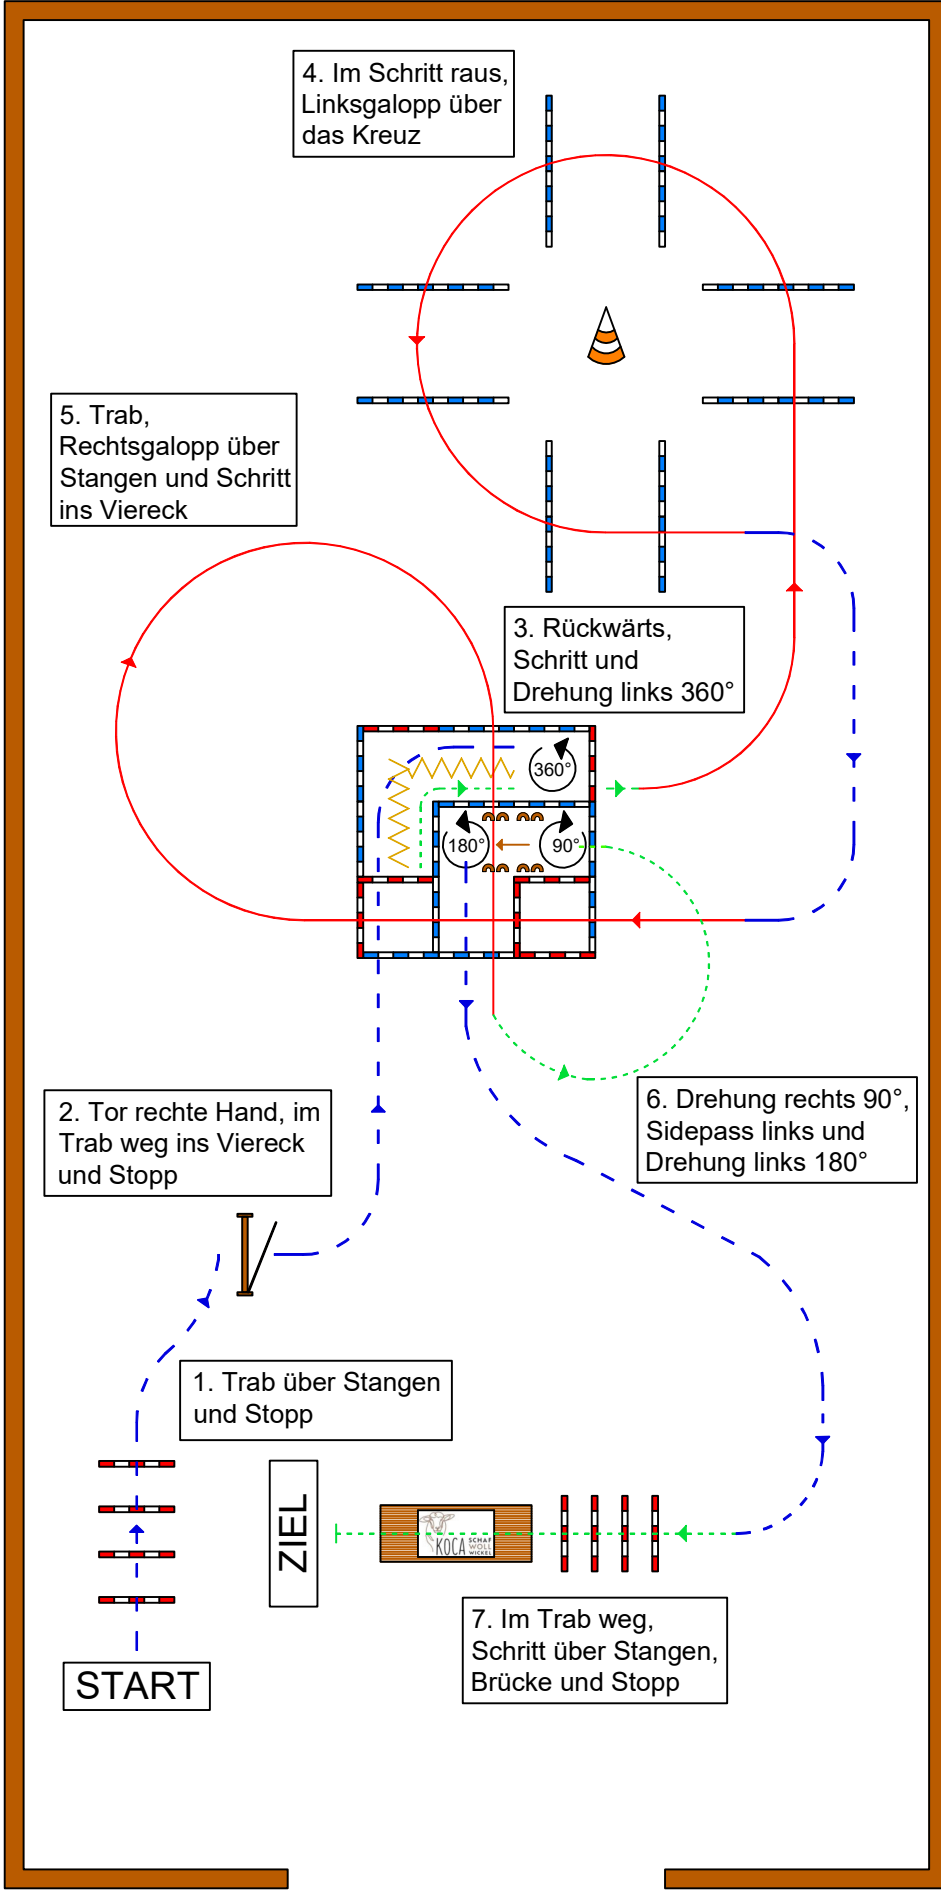 4. Im Schritt raus,
Linksgalopp über
das Kreuz
5. Trab,
Rechtsgalopp über
Stangen und Schritt
ins Viereck
3. Rückwärts,
Schritt und
Drehung links 360°
360°
180°
90°
2. Tor rechte Hand, im
Trab weg ins Viereck
und Stopp
6. Drehung rechts 90°,
Sidepass links und
Drehung links 180°
1. Trab über Stangen
und Stopp
ZIEL
KOCA
SCHAF
WOLL
WICKEL
7. Im Trab weg,
Schritt über Stangen,
Brücke und Stopp
START